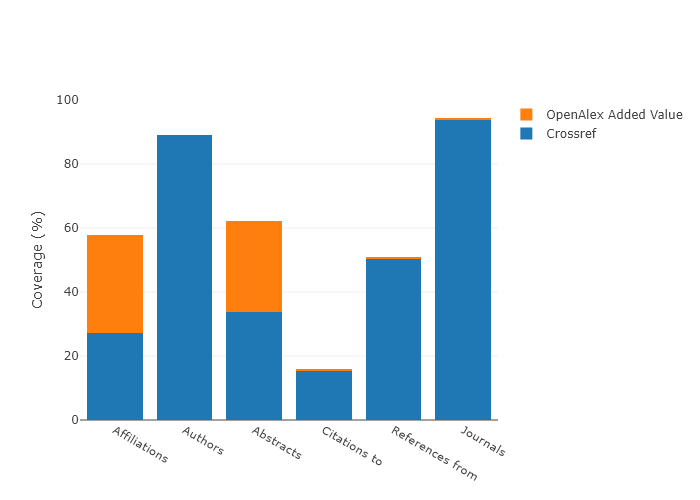 100
80
60
40
20
0
Coverage (%)
Affiliations
Authors
Abstracts
Citations to
References from
Journals
OpenAlex Added Value
Crossref